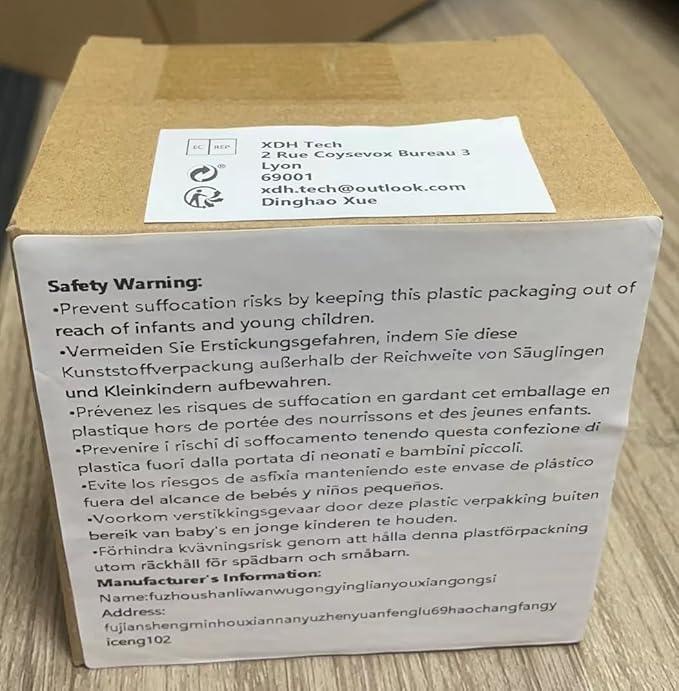 EC REP
XDH Tech
2 Rue Coysevox Bureau 3
Lyon
69001
xdh.tech@outlook.com
Dinghao Xue
Safety Warning:
•Prevent suffocation risks by keeping this plastic packaging out of
reach of infants and young children.
•Vermeiden Sie Erstickungsgefahren, indem Sie diese
Kunststoffverpackung außerhalb der Reichweite von Säuglingen
und Kleinkindern aufbewahren.
•Prévenez les risques de suffocation en gardant cet emballage en
plastique hors de portée des nourrissons et des jeunes enfants.
•Prevenire i rischi di soffocamento tenendo questa confezione di
plastica fuori dalla portata di neonati e bambini piccoli.
•Evite los riesgos de asfixia manteniendo este envase de plástico
fuera del alcance de bebés y niños pequeños.
•Voorkom verstikkingsgevaar door deze plastic verpakking buiten
bereik van baby's en jonge kinderen te houden.
•Förhindra kvävningsrisk genom att hålla denna plastförpackning
utom räckhåll för spädbarn och småbarn.
Manufacturer's Information:
Name:fuzhoushanliwanwugongyinglianyouxiangongsi
Address:
fujianshengminhouxiannanyuzhenyuanfenglu69haochangfangy
iceng102